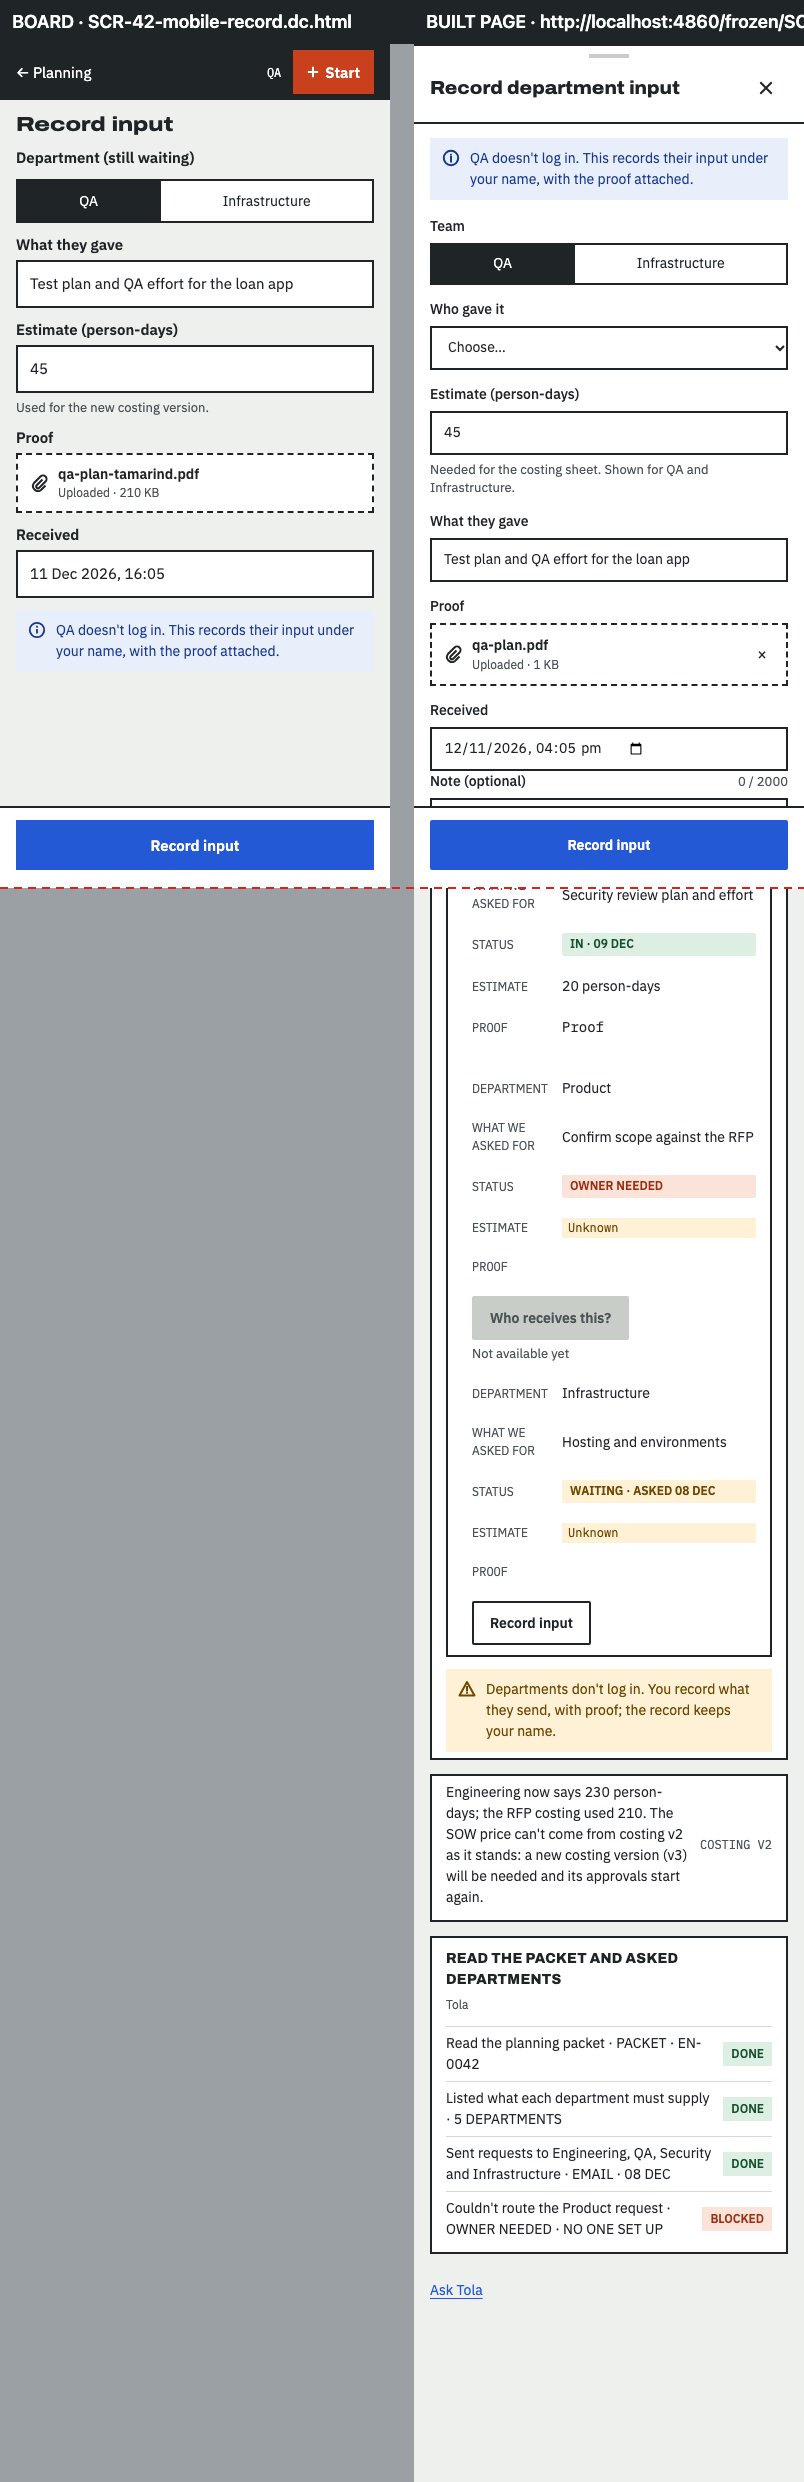 BOARD · SCR-42-mobile-record.dc.html
← Planning
QA
+ Start
Record input
Department (still waiting)
QA
Infrastructure
What they gave
Test plan and QA effort for the loan app
Estimate (person-days)
45
Used for the new costing version.
Proof
qa-plan-tamarind.pdf
Uploaded · 210 KB
Received
11 Dec 2026, 16:05
QA doesn't log in. This records their input under
your name, with the proof attached.
Record input
BUILT PAGE · http://localhost:4860/frozen/SC
Record department input
×
QA doesn't log in. This records their input under
your name, with the proof attached.
Team
QA
Infrastructure
Who gave it
Choose...
Estimate (person-days)
45
Needed for the costing sheet. Shown for QA and
Infrastructure.
What they gave
Test plan and QA effort for the loan app
Proof
qa-plan.pdf
Uploaded · 1 KB
×
Received
12/11/2026, 04:05 pm
Note (optional)
0 / 2000
Record input
ASKED FOR
Security review plan and effort
STATUS
IN · 09 DEC
ESTIMATE
20 person-days
PROOF
Proof
DEPARTMENT
Product
WHAT WE
ASKED FOR
Confirm scope against the RFP
STATUS
OWNER NEEDED
ESTIMATE
Unknown
PROOF
Who receives this?
Not available yet
DEPARTMENT
Infrastructure
WHAT WE
ASKED FOR
Hosting and environments
STATUS
WAITING · ASKED 08 DEC
ESTIMATE
Unknown
PROOF
Record input
Departments don't log in. You record what
they send, with proof; the record keeps
your name.
Engineering now says 230 person-
days; the RFP costing used 210. The
SOW price can't come from costing v2
as it stands: a new costing version (v3)
will be needed and its approvals start
again.
COSTING V2
READ THE PACKET AND ASKED
DEPARTMENTS
Tola
Read the planning packet · PACKET · EN-
0042
DONE
Listed what each department must supply
· 5 DEPARTMENTS
DONE
Sent requests to Engineering, QA, Security
and Infrastructure · EMAIL · 08 DEC
DONE
Couldn't route the Product request ·
OWNER NEEDED · NO ONE SET UP
BLOCKED
Ask Tola